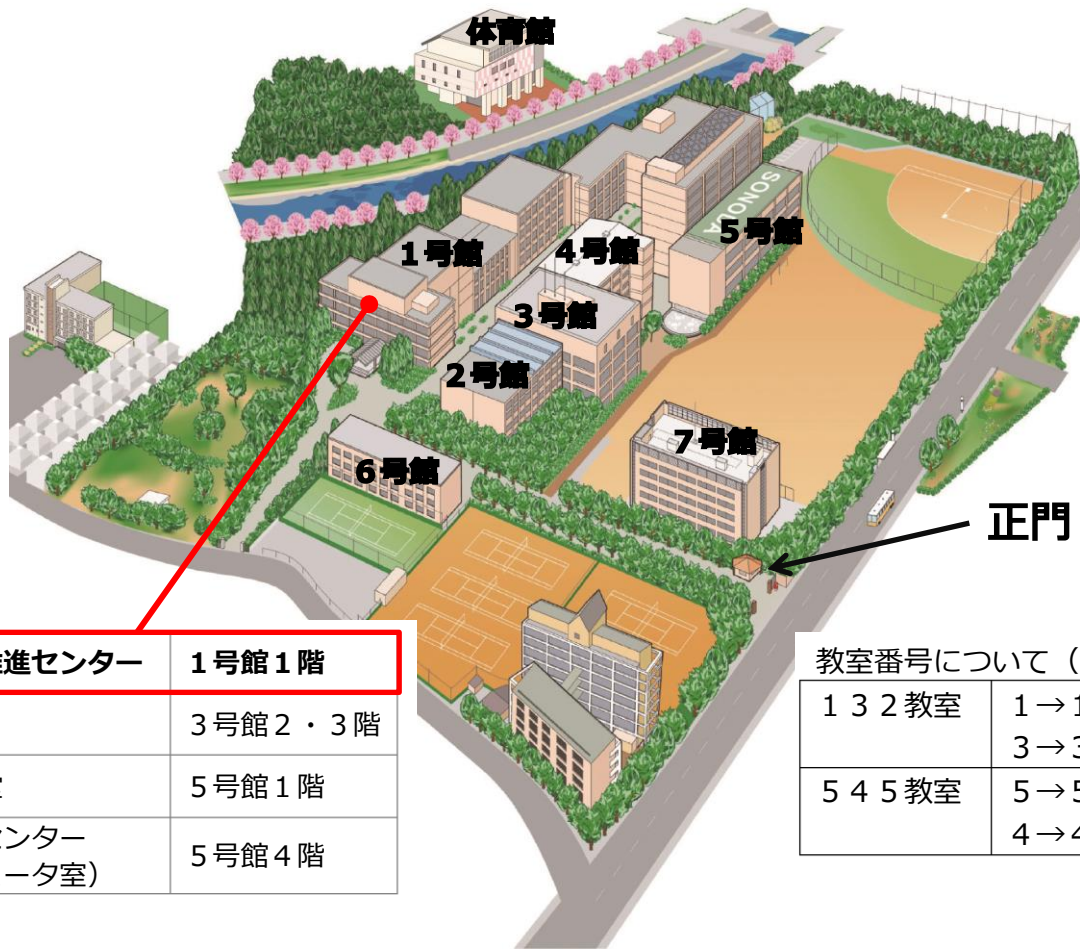 体育館
SONODA
5号館
1号館
4号館
3号館
2号館
7号館
6号館
正門
進センター 1号館1階
3号館2・3階
5号館1階
センター
ータ室） 5号館4階
教室番号について（
132教室 1→1
3→3
545教室 5→5
4→4